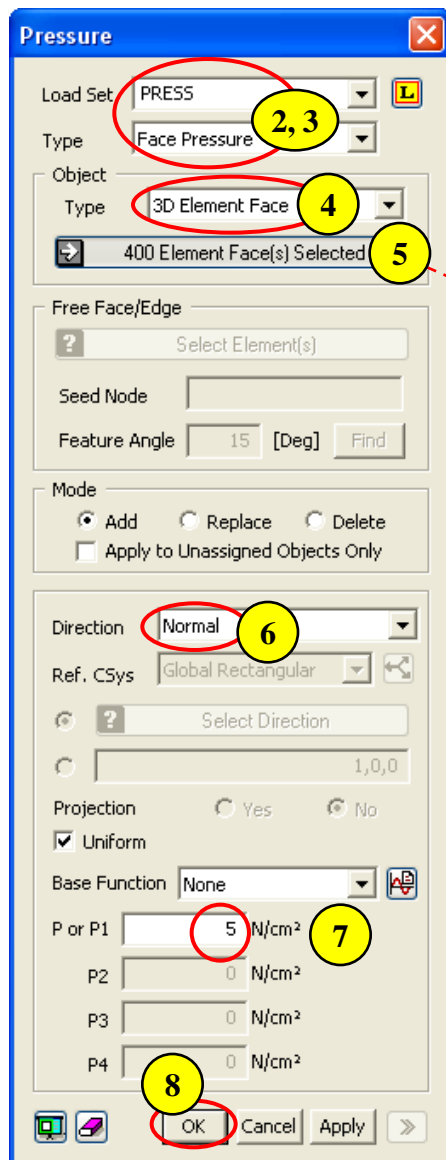 Pressure
Load Set PRESS L
2, 3
Type Face Pressure
Object
Type 3D Element Face 4
400 Element Face(s) Selected 5
Free Face/Edge
? Select Element(s)
Seed Node
Feature Angle 15 [Deg] Find
Mode
Add Replace Delete
Apply to Unassigned Objects Only
Direction Normal 6
Ref. CSys Global Rectangular
? Select Direction
1,0,0
Projection Yes No
Uniform
Base Function None
P or P1 5 N/cm² 7
P2 0 N/cm²
P3 0 N/cm²
P4 0 N/cm²
8
OK Cancel Apply